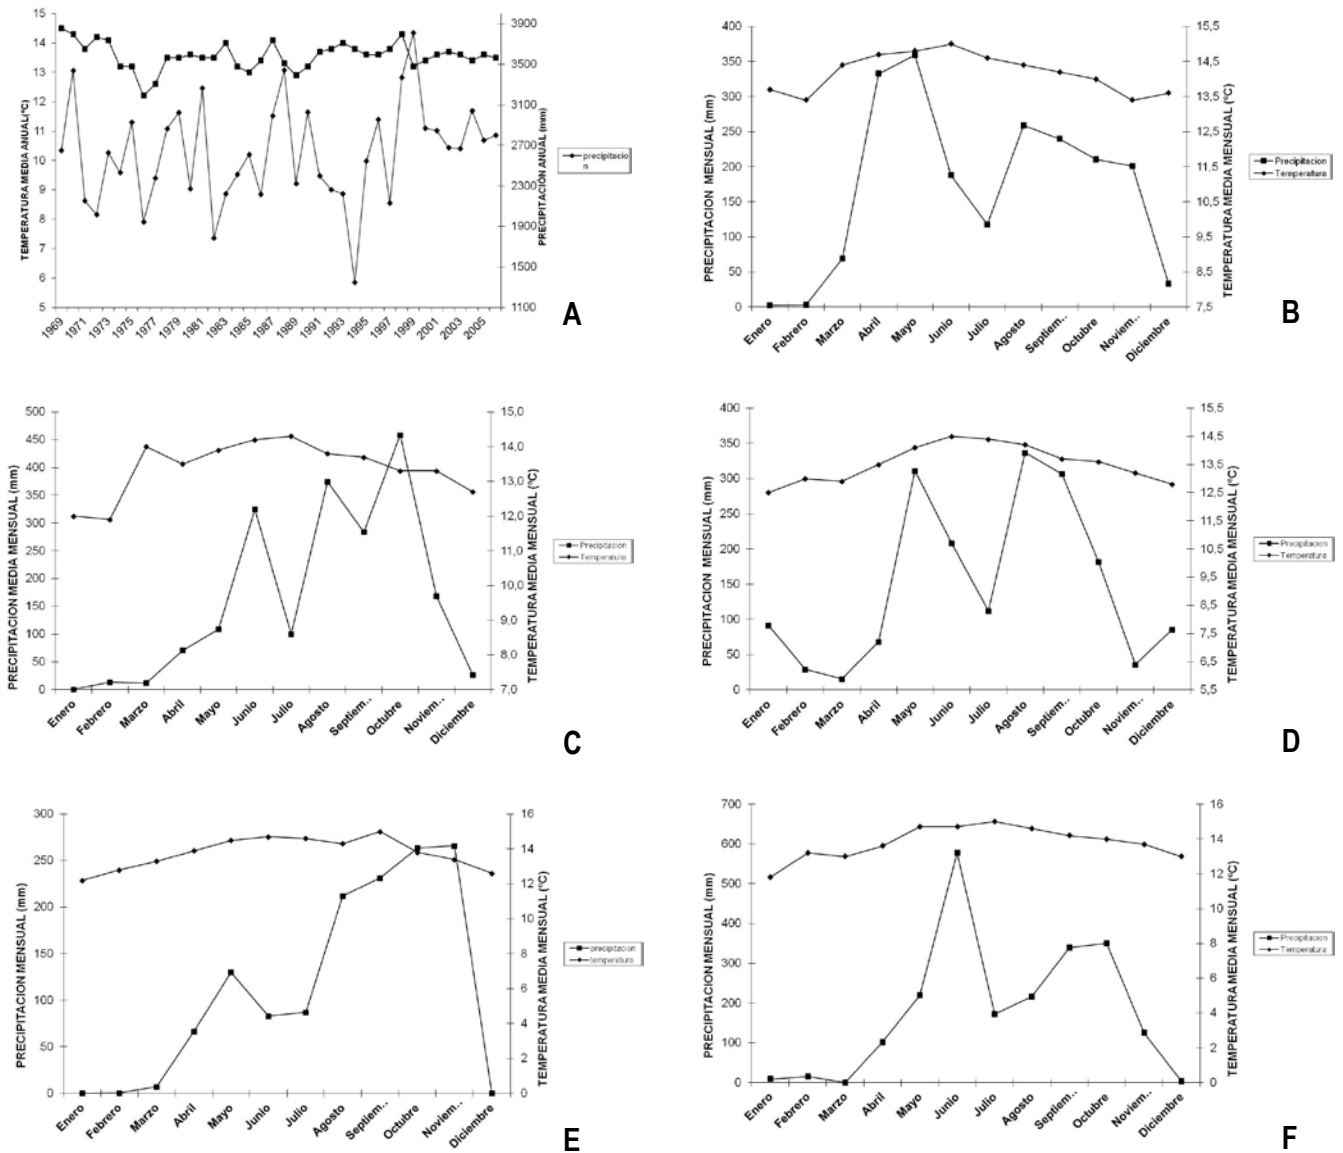 TEMPERATURA MEDIA ANUAL(ºC)
15
14
13
12
11
10
9
8
7
6
5
3900
3500
3100
2700
2300
1900
1500
1100
PRECIPITACIÓN ANUAL (mm)
1969
1971
1973
1975
1977
1979
1981
1983
1985
1987
1989
1991
1993
1995
1997
1999
2001
2003
2005
precipitacio
n
A
PRECIPITACION MENSUAL (mm)
400
350
300
250
200
150
100
50
0
15,5
14,5
13,5
12,5
11,5
10,5
9,5
8,5
7,5
TEMPERATURA MEDIA MENSUAL (ºC)
Enero
Febrero
Marzo
Abril
Mayo
Junio
Julio
Agosto
Septiem..
Octubre
Noviem..
Diciembre
Precipitacion
Temperatura
B
PRECIPITACION MEDIA MENSUAL (mm)
500
450
400
350
300
250
200
150
100
50
0
15,0
14,0
13,0
12,0
11,0
10,0
9,0
8,0
7,0
TEMPERATURA MEDIA MENSUAL (ºC)
Enero
Febrero
Marzo
Abril
Mayo
Junio
Julio
Agosto
Septiem..
Octubre
Noviem..
Diciembre
Precipitacion
Temperatura
C
PRECIPITACION MENSUAL (mm)
400
350
300
250
200
150
100
50
0
15,5
14,5
13,5
12,5
11,5
10,5
9,5
8,5
7,5
6,5
5,5
TEMPERATURA MEDIA MENSUAL (ºC)
Enero
Febrero
Marzo
Abril
Mayo
Junio
Julio
Agosto
Septiem..
Octubre
Noviem..
Diciembre
Precipitacion
Temperatura
D
PRECIPITACION MENSUAL (mm)
300
250
200
150
100
50
0
16
14
12
10
8
6
4
2
0
TEMPERATURA MEDIA MENSUAL (ºC)
Enero
Febrero
Marzo
Abril
Mayo
Junio
Julio
Agosto
Septiem..
Octubre
Noviem..
Diciembre
precipitacion
temperatura
E
PRECIPITACION MENSUAL (mm)
700
600
500
400
300
200
100
0
16
14
12
10
8
6
4
2
0
TEMPERATURA MEDIA MENSUAL (ºC)
Enero
Febrero
Marzo
Abril
Mayo
Junio
Julio
Agosto
Septiem..
Octubre
Noviem..
Diciembre
Precipitacion
Temperatura
F